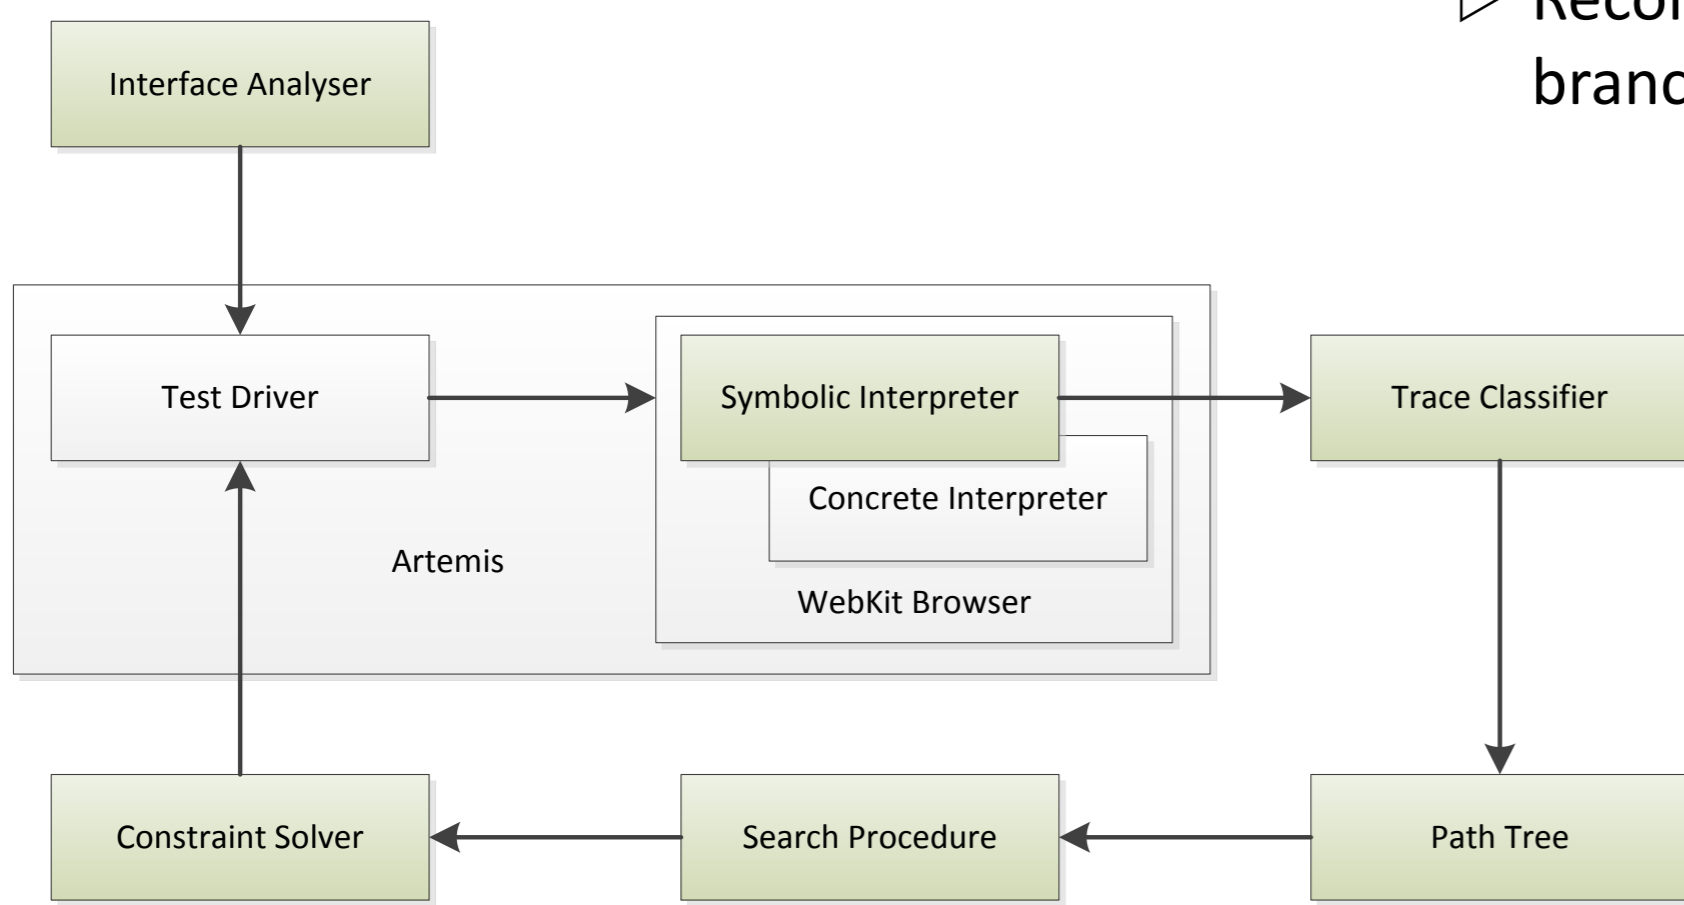 Interface Analyser
Test Driver
Symbolic Interpreter
Trace Classifier
Concrete Interpreter
Artemis
WebKit Browser
Constraint Solver
Search Procedure
Path Tree